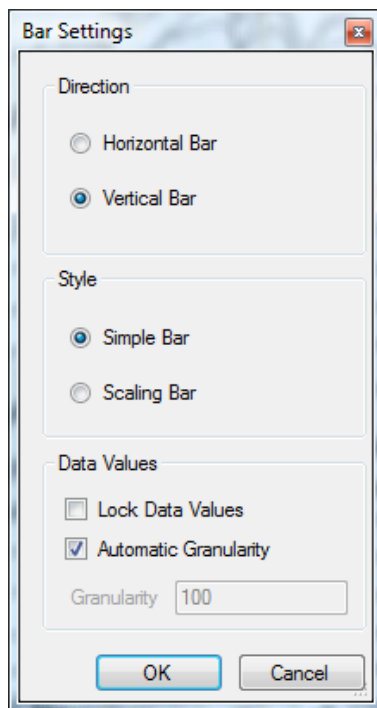 Bar Settings
Direction
Horizontal Bar
Vertical Bar
Style
Simple Bar
Scaling Bar
Data Values
Lock Data Values
Automatic Granularity
Granularity 100
OK Cancel